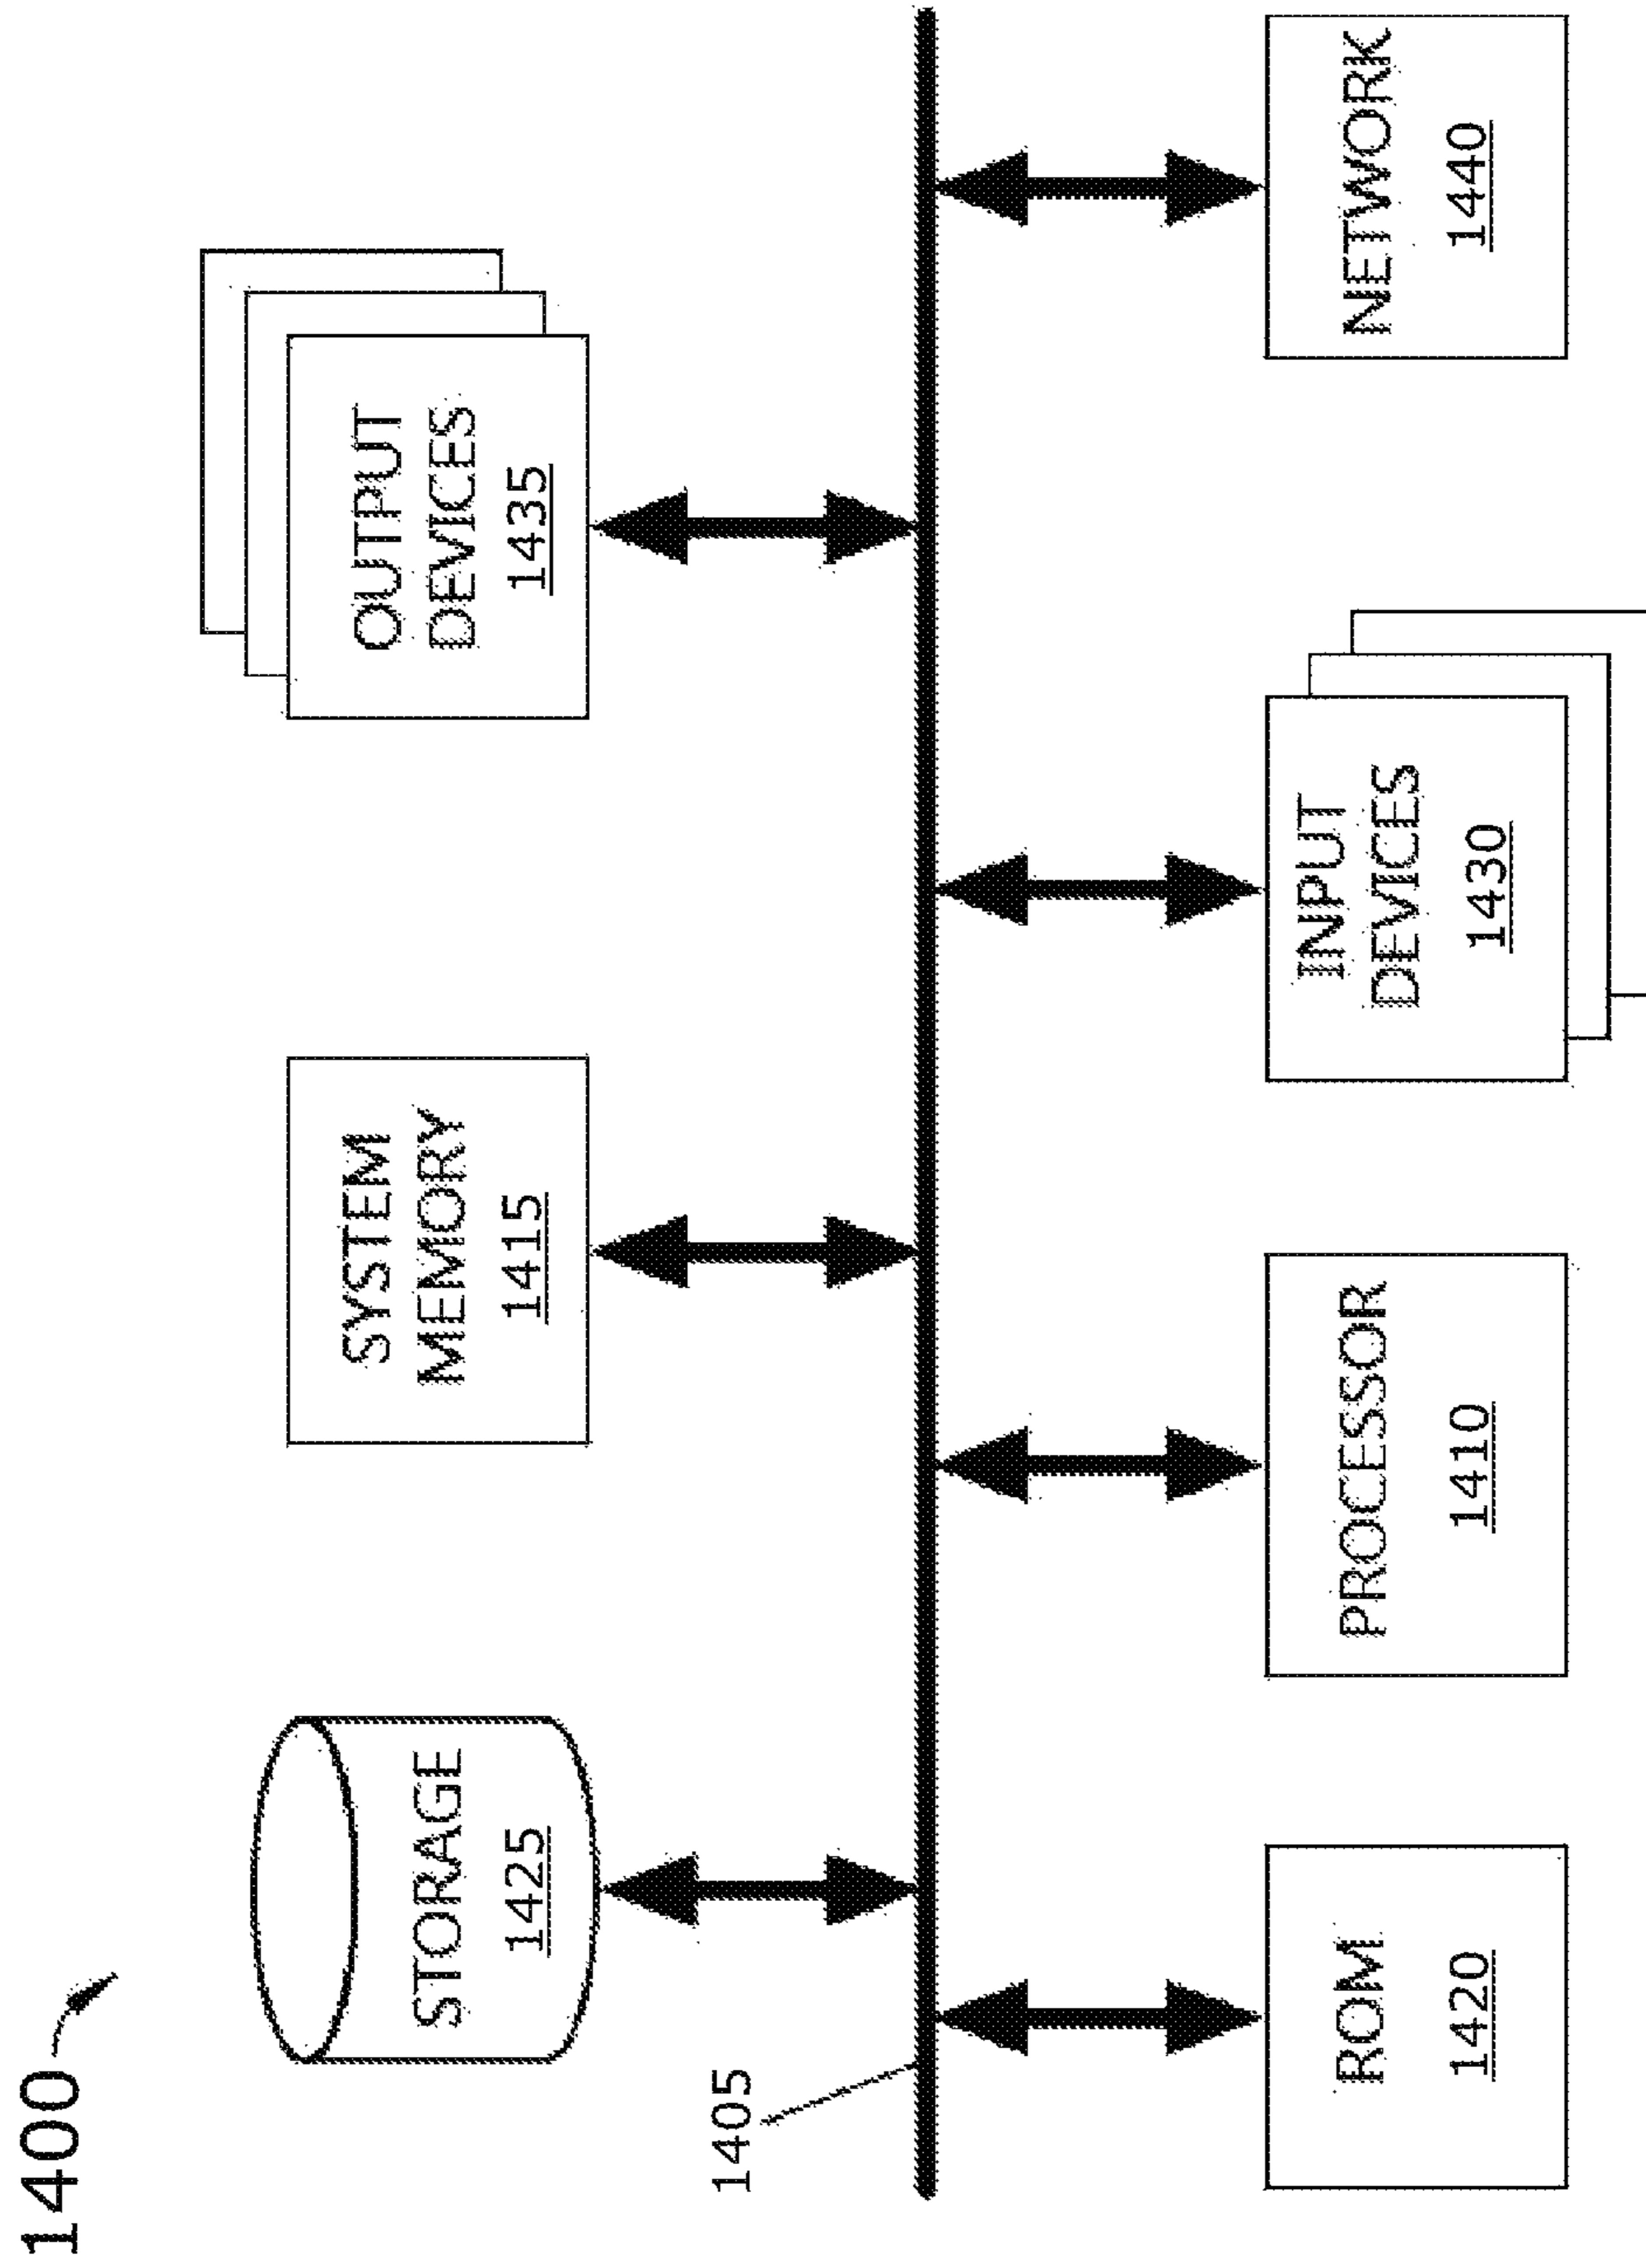 1400
STORAGE
1425
SYSTEM
MEMORY
1415
OUTPUT
DEVICES
1435
1405
ROM
1420
PROCESSOR
1410
INPUT
DEVICES
1430
NETWORK
1440